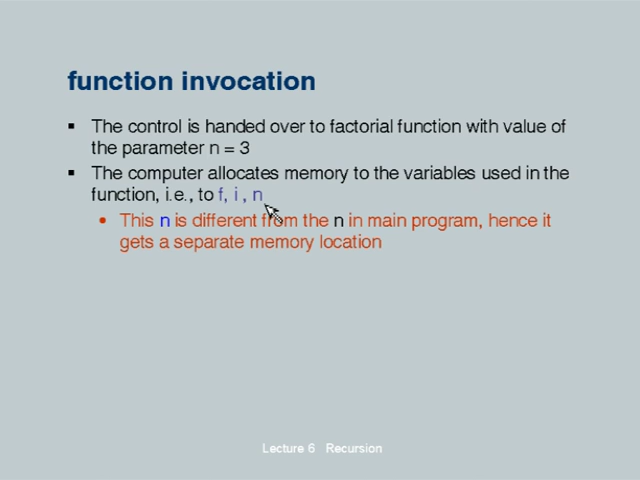 function invocation
The control is handed over to factorial function with value of
the parameter n = 3
The computer allocates memory to the variables used in the
function, i.e., to f, i , n
This n is different from the n in main program, hence it
gets a separate memory location
Lecture 6 Recursion